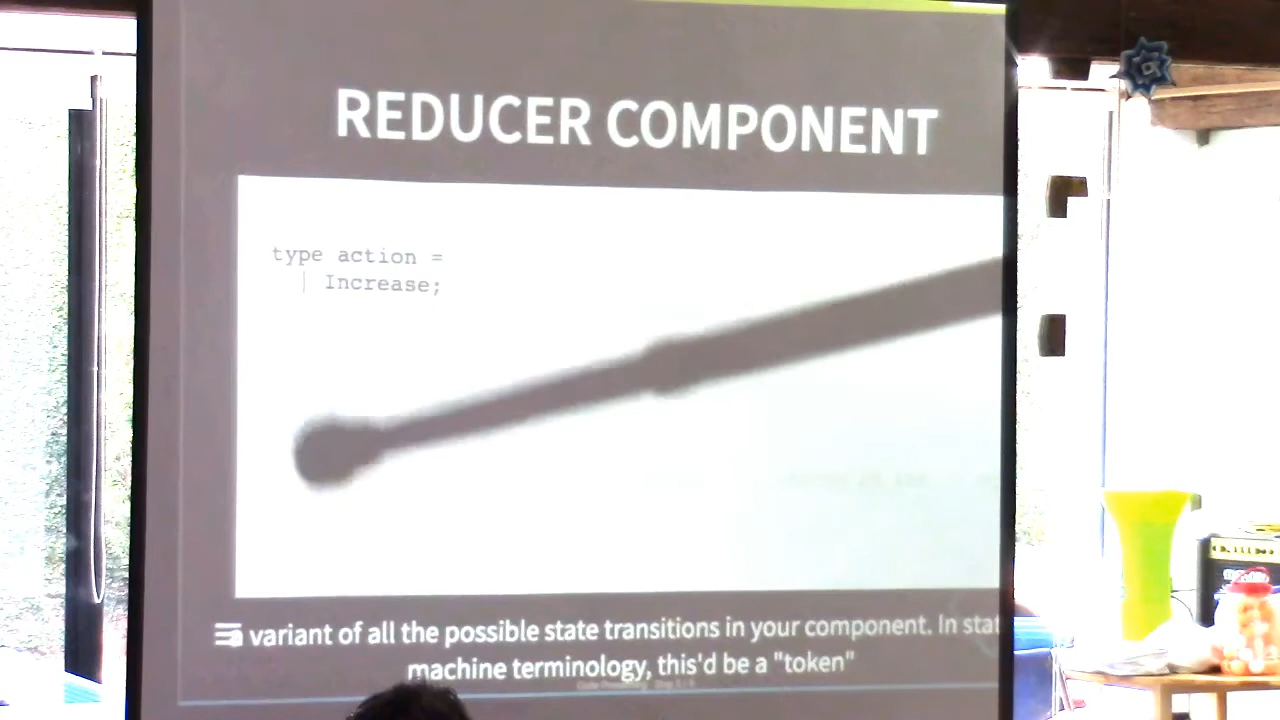 REDUCER COMPONENT
type action =
| Increase;
variant of all the possible state transitions in your component. In stat
machine terminology, this'd be a "token"